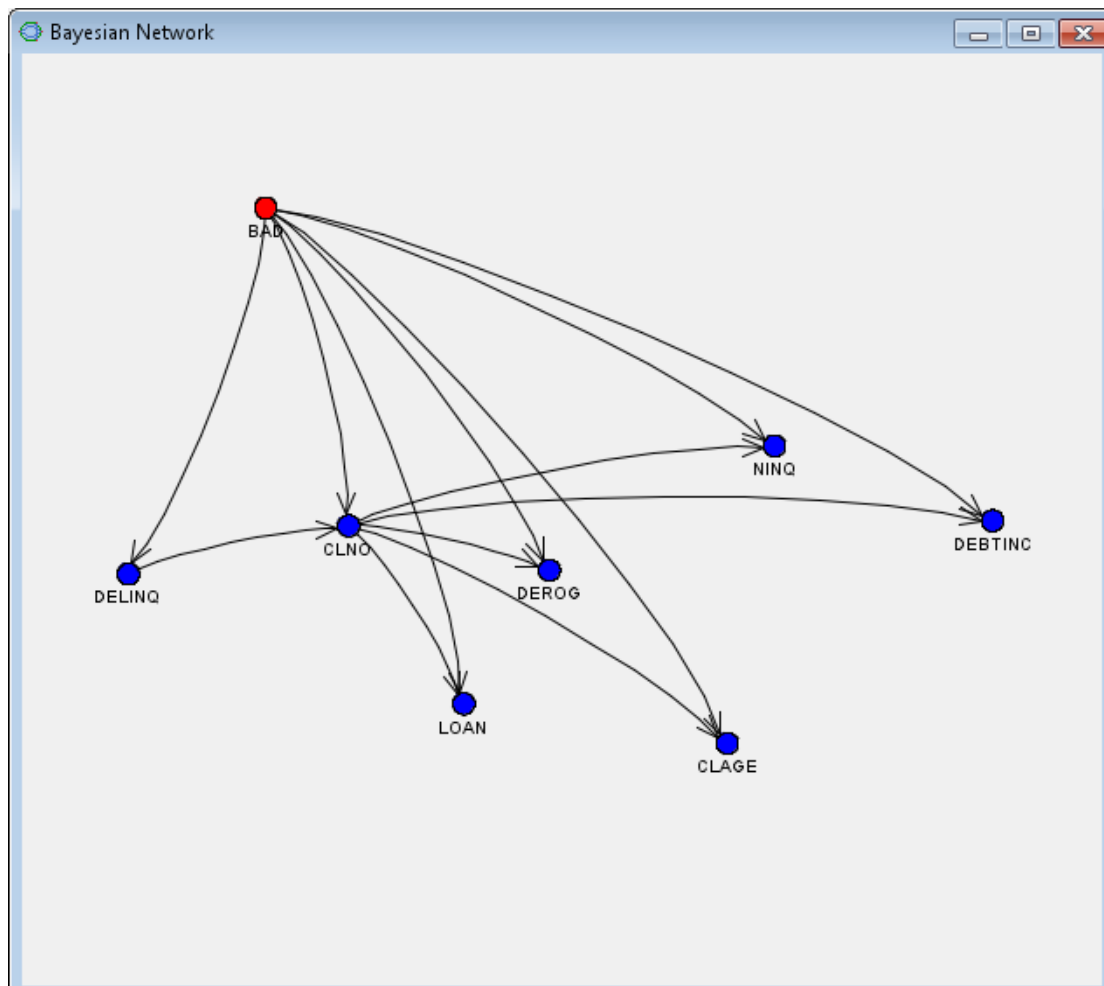 Bayesian Network
BAD
NINQ
DEBTINC
CLNO
DELINQ
DEROG
LOAN
CLAGE